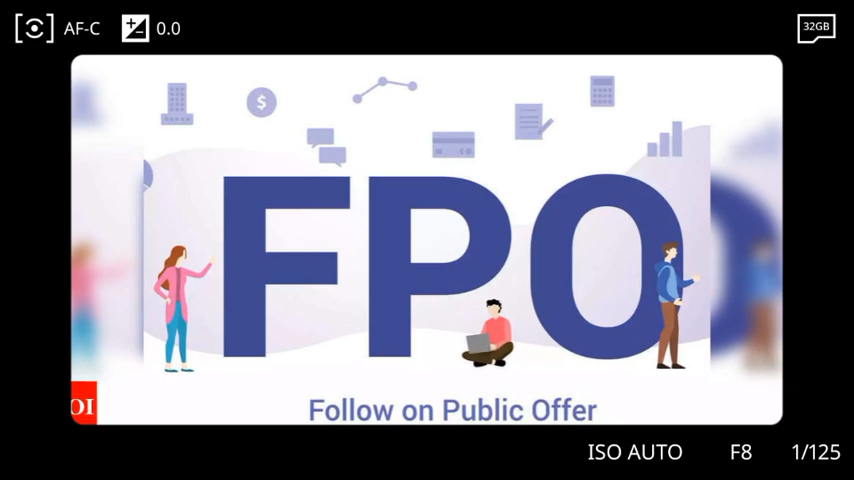 AF-C
0.0
32GB
FPO
OI
Follow on Public Offer
ISO AUTO F8 1/125